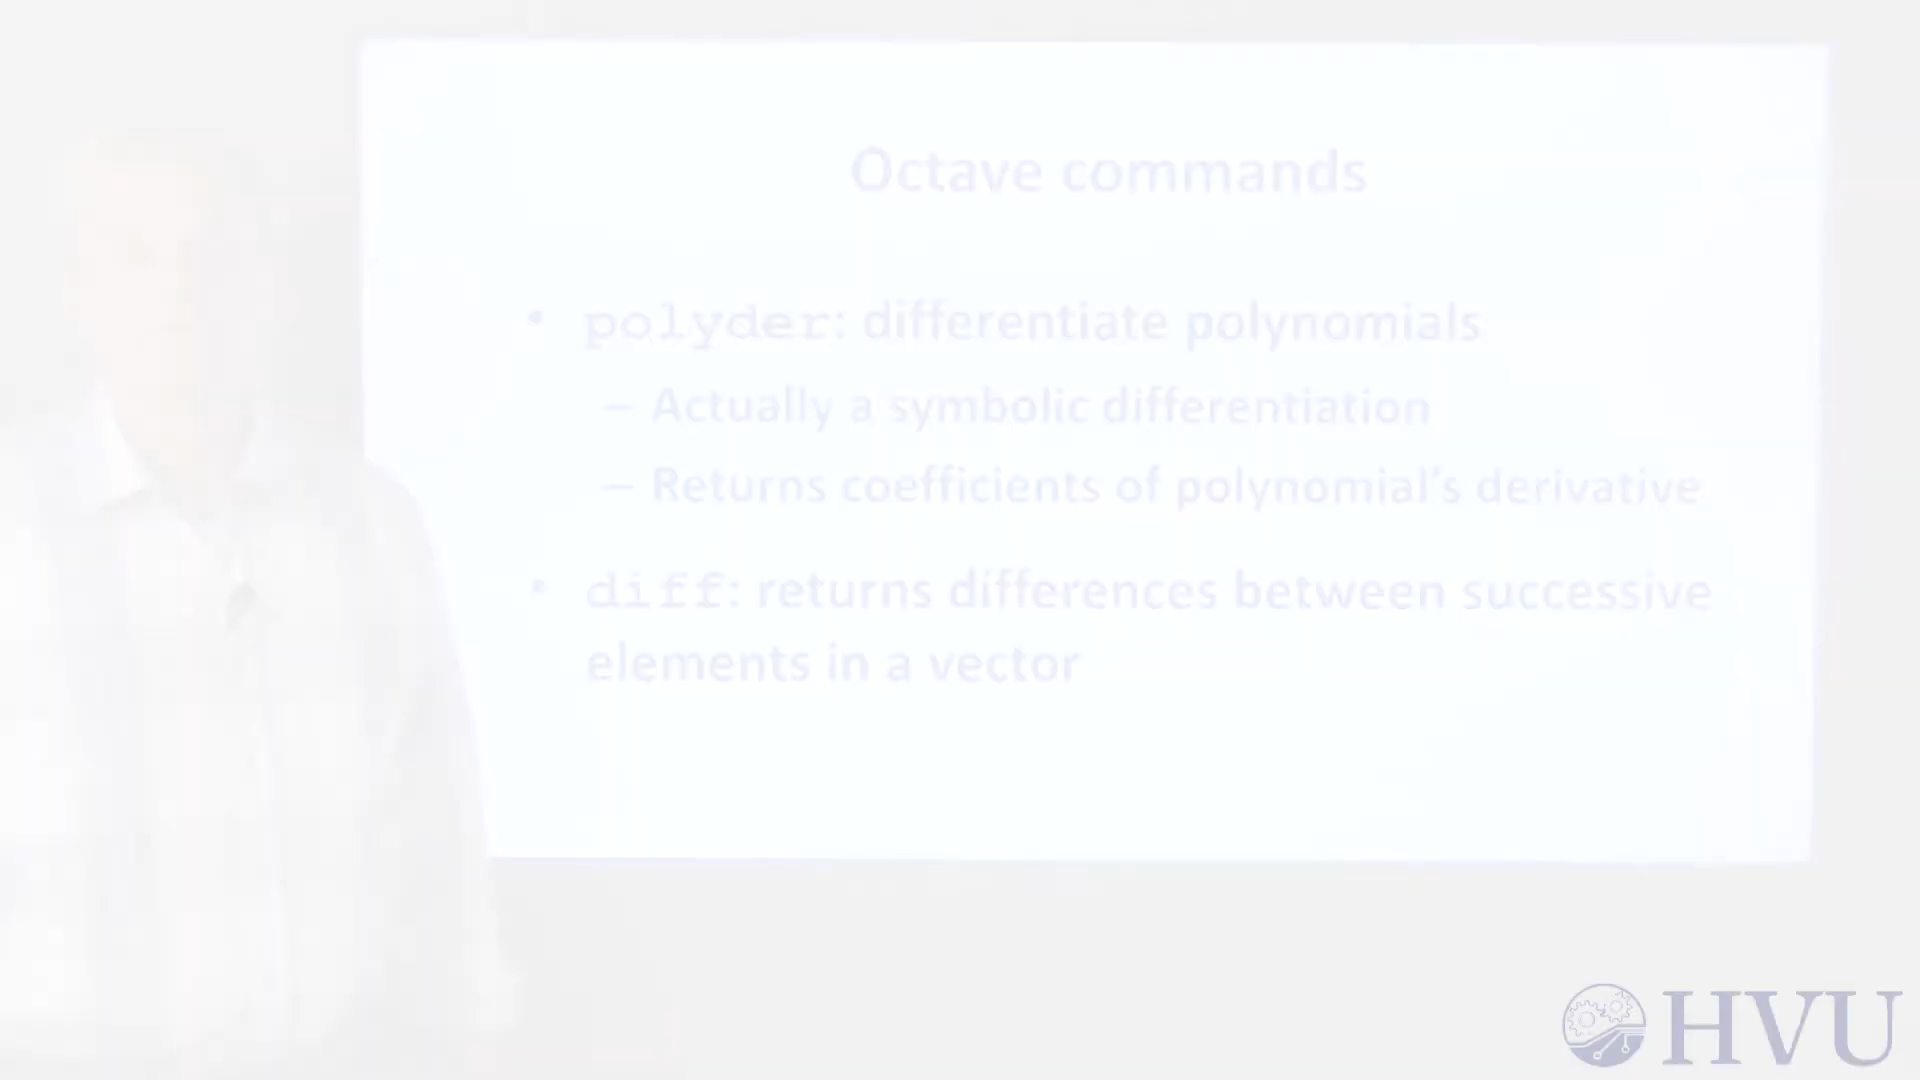 Octave commands
• polyder: differentiate polynomials
– Actually a symbolic differentiation
– Returns coefficients of polynomial's derivative
• diff: returns differences between successive
elements in a vector
HVU